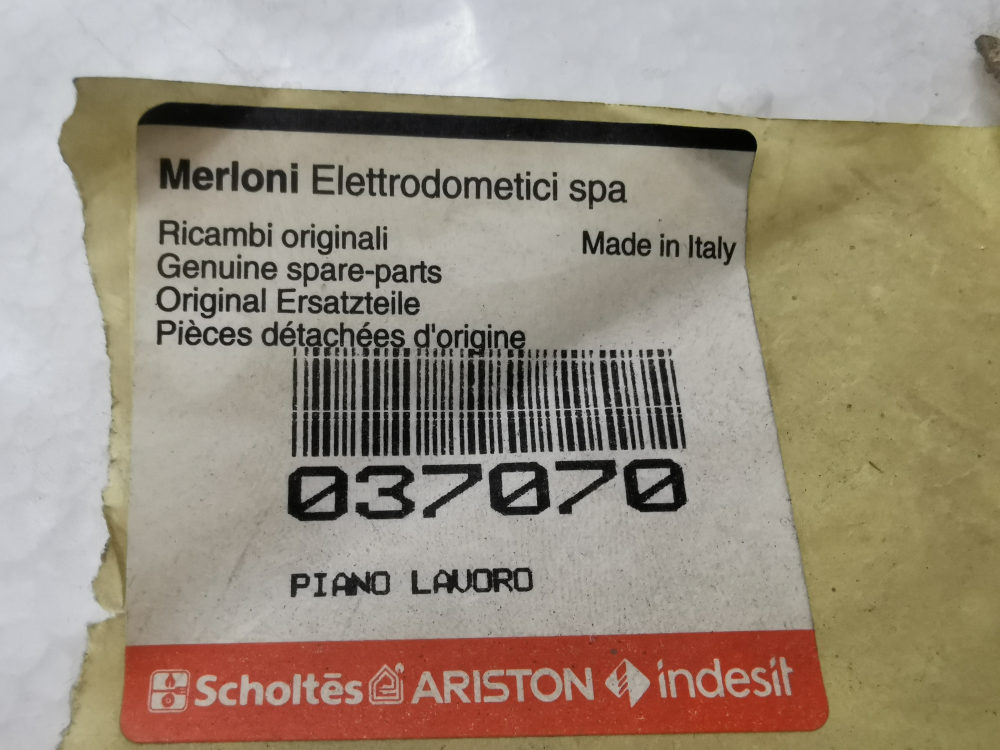 Merloni Elettrodometici spa
Ricambi originali
Made in Italy
Genuine spare-parts
Original Ersatzteile
Pièces détachées d'origine
037070
PIANO LAVORO
Scholtēs ARISTON indesit